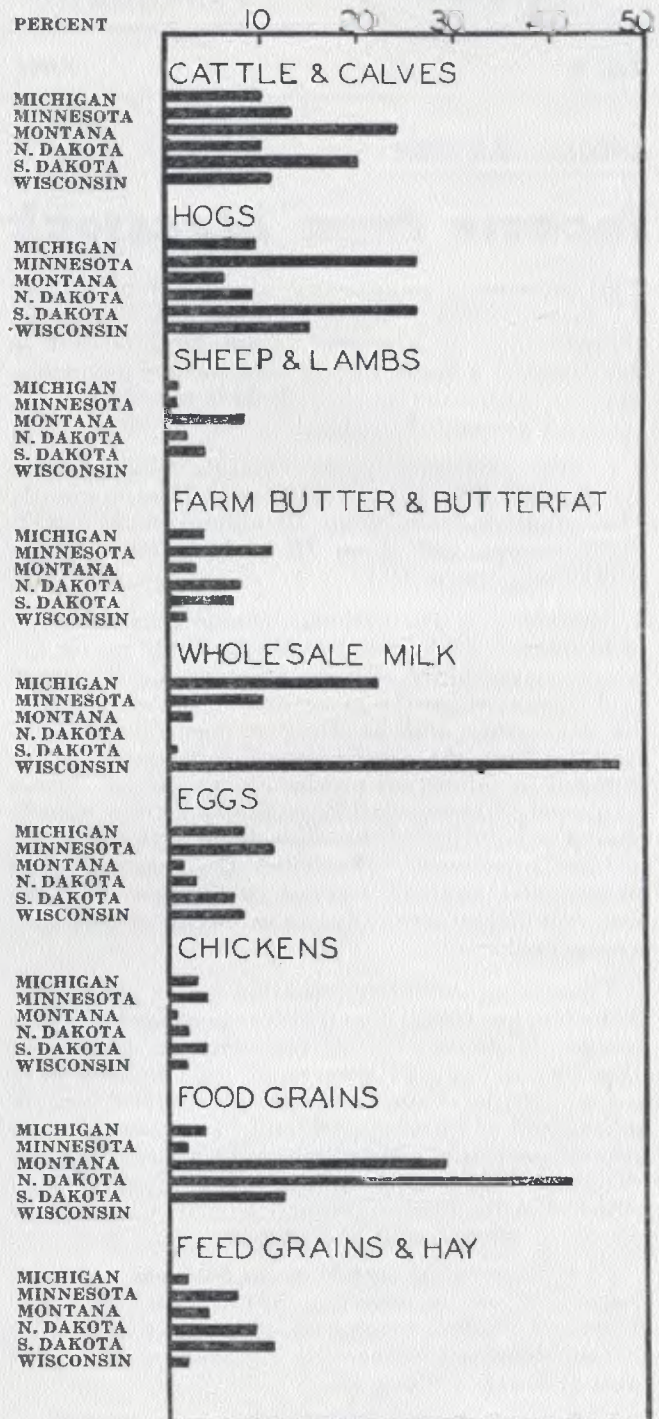 PERCENT 10 20 30 40 50
CATTLE & CALVES
MICHIGAN
MINNESOTA
MONTANA
N. DAKOTA
S. DAKOTA
WISCONSIN
HOGS
MICHIGAN
MINNESOTA
MONTANA
N. DAKOTA
S. DAKOTA
WISCONSIN
SHEEP & LAMBS
MICHIGAN
MINNESOTA
MONTANA
N. DAKOTA
S. DAKOTA
WISCONSIN
FARM BUTTER & BUTTERFAT
MICHIGAN
MINNESOTA
MONTANA
N. DAKOTA
S. DAKOTA
WISCONSIN
WHOLESALE MILK
MICHIGAN
MINNESOTA
MONTANA
N. DAKOTA
S. DAKOTA
WISCONSIN
EGGS
MICHIGAN
MINNESOTA
MONTANA
N. DAKOTA
S. DAKOTA
WISCONSIN
CHICKENS
MICHIGAN
MINNESOTA
MONTANA
N. DAKOTA
S. DAKOTA
WISCONSIN
FOOD GRAINS
MICHIGAN
MINNESOTA
MONTANA
N. DAKOTA
S. DAKOTA
WISCONSIN
FEED GRAINS & HAY
MICHIGAN
MINNESOTA
MONTANA
N. DAKOTA
S. DAKOTA
WISCONSIN